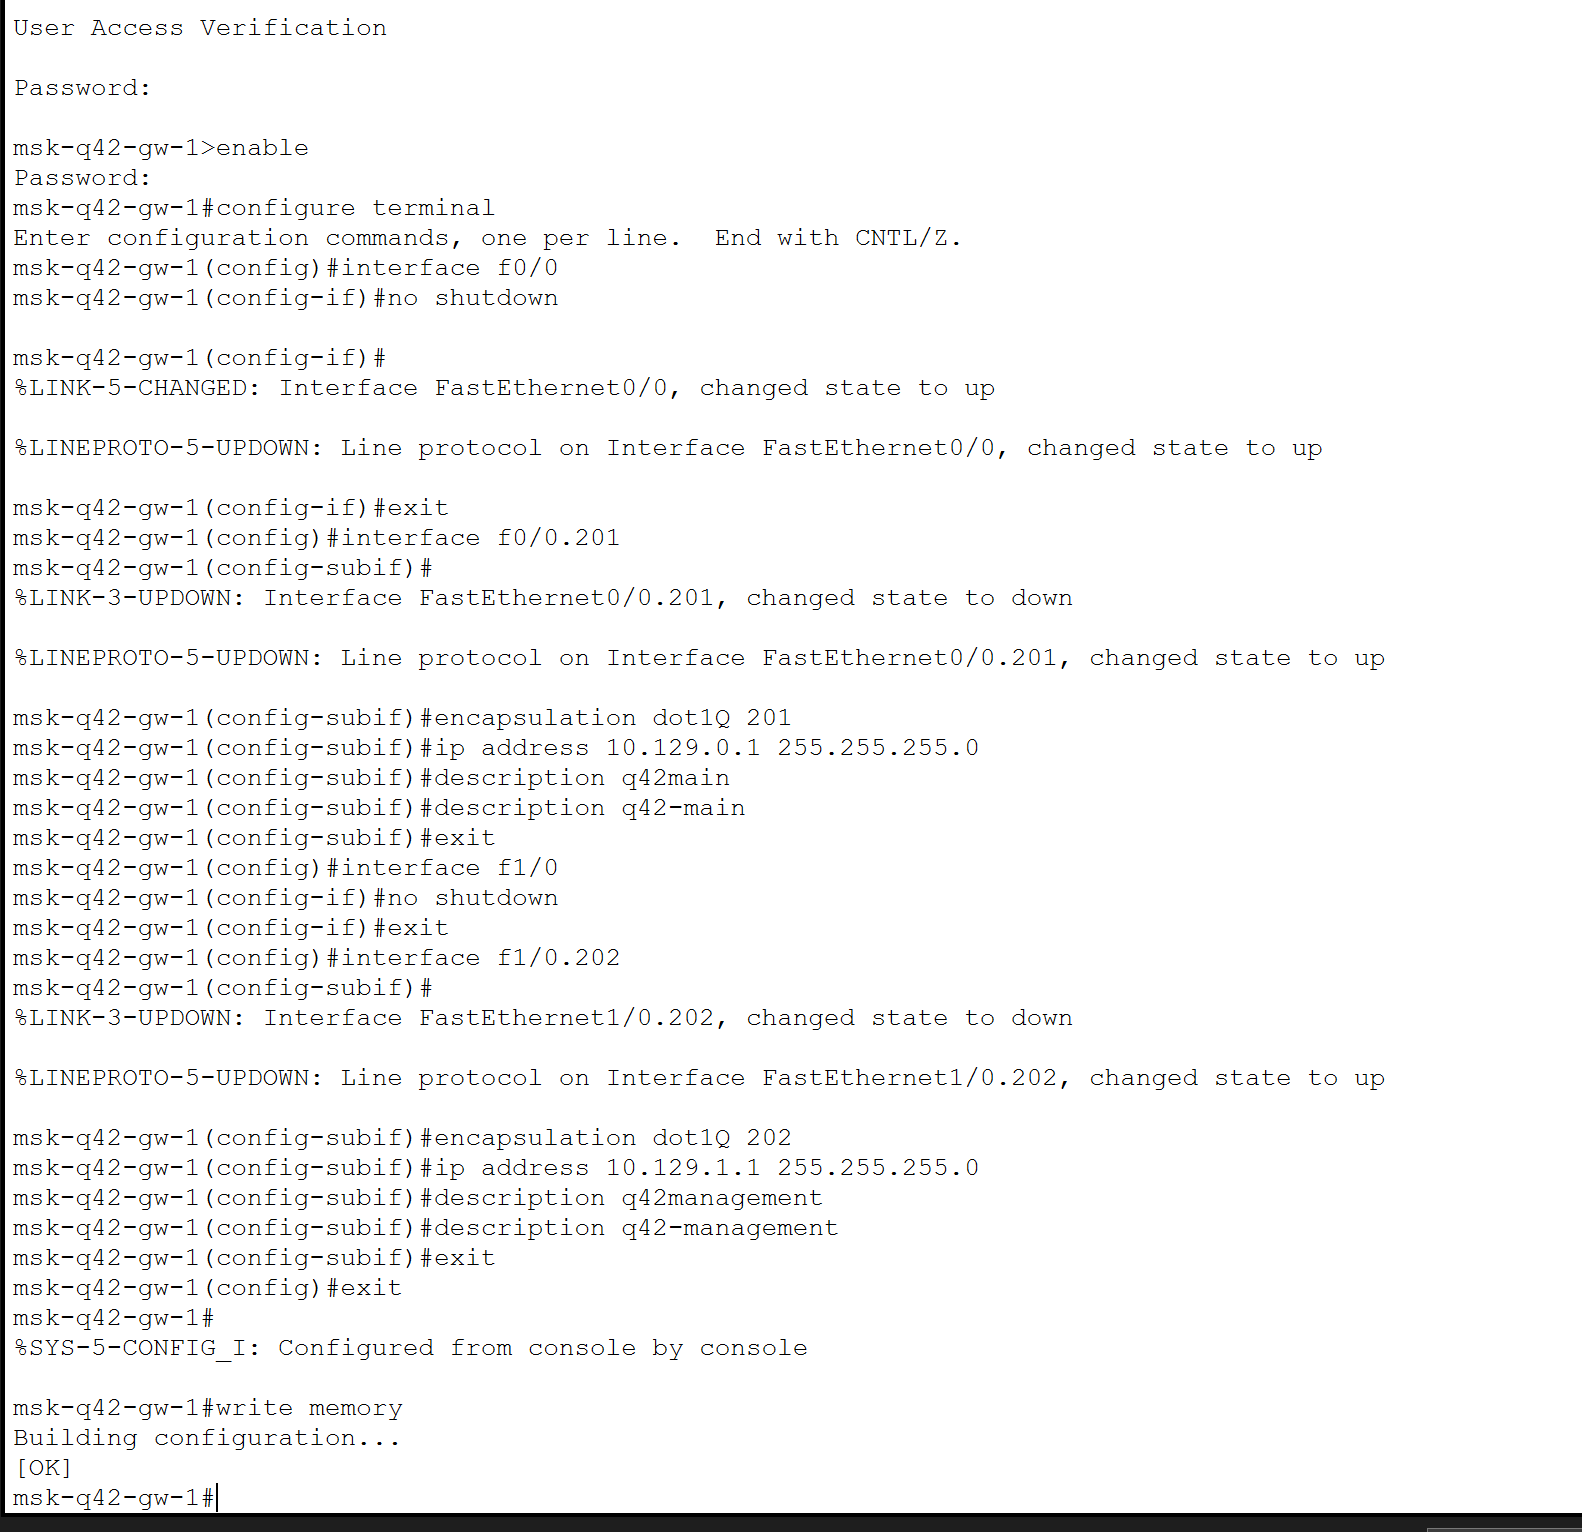 User Access Verification
Password:
msk-q42-gw-1>enable
Password:
msk-q42-gw-1#configure terminal
Enter configuration commands, one per line.  End with CNTL/Z.
msk-q42-gw-1(config)#interface f0/0
msk-q42-gw-1(config-if)#no shutdown
msk-q42-gw-1(config-if)#
%LINK-5-CHANGED: Interface FastEthernet0/0, changed state to up
%LINEPROTO-5-UPDOWN: Line protocol on Interface FastEthernet0/0, changed state to up
msk-q42-gw-1(config-if)#exit
msk-q42-gw-1(config)#interface f0/0.201
msk-q42-gw-1(config-subif)#
%LINK-3-UPDOWN: Interface FastEthernet0/0.201, changed state to down
%LINEPROTO-5-UPDOWN: Line protocol on Interface FastEthernet0/0.201, changed state to up
msk-q42-gw-1(config-subif)#encapsulation dot1Q 201
msk-q42-gw-1(config-subif)#ip address 10.129.0.1 255.255.255.0
msk-q42-gw-1(config-subif)#description q42main
msk-q42-gw-1(config-subif)#description q42-main
msk-q42-gw-1(config-subif)#exit
msk-q42-gw-1(config)#interface f1/0
msk-q42-gw-1(config-if)#no shutdown
msk-q42-gw-1(config-if)#exit
msk-q42-gw-1(config)#interface f1/0.202
msk-q42-gw-1(config-subif)#
%LINK-3-UPDOWN: Interface FastEthernet1/0.202, changed state to down
%LINEPROTO-5-UPDOWN: Line protocol on Interface FastEthernet1/0.202, changed state to up
msk-q42-gw-1(config-subif)#encapsulation dot1Q 202
msk-q42-gw-1(config-subif)#ip address 10.129.1.1 255.255.255.0
msk-q42-gw-1(config-subif)#description q42management
msk-q42-gw-1(config-subif)#description q42-management
msk-q42-gw-1(config-subif)#exit
msk-q42-gw-1(config)#exit
msk-q42-gw-1#
%SYS-5-CONFIG_I: Configured from console by console
msk-q42-gw-1#write memory
Building configuration...
[OK]
msk-q42-gw-1#